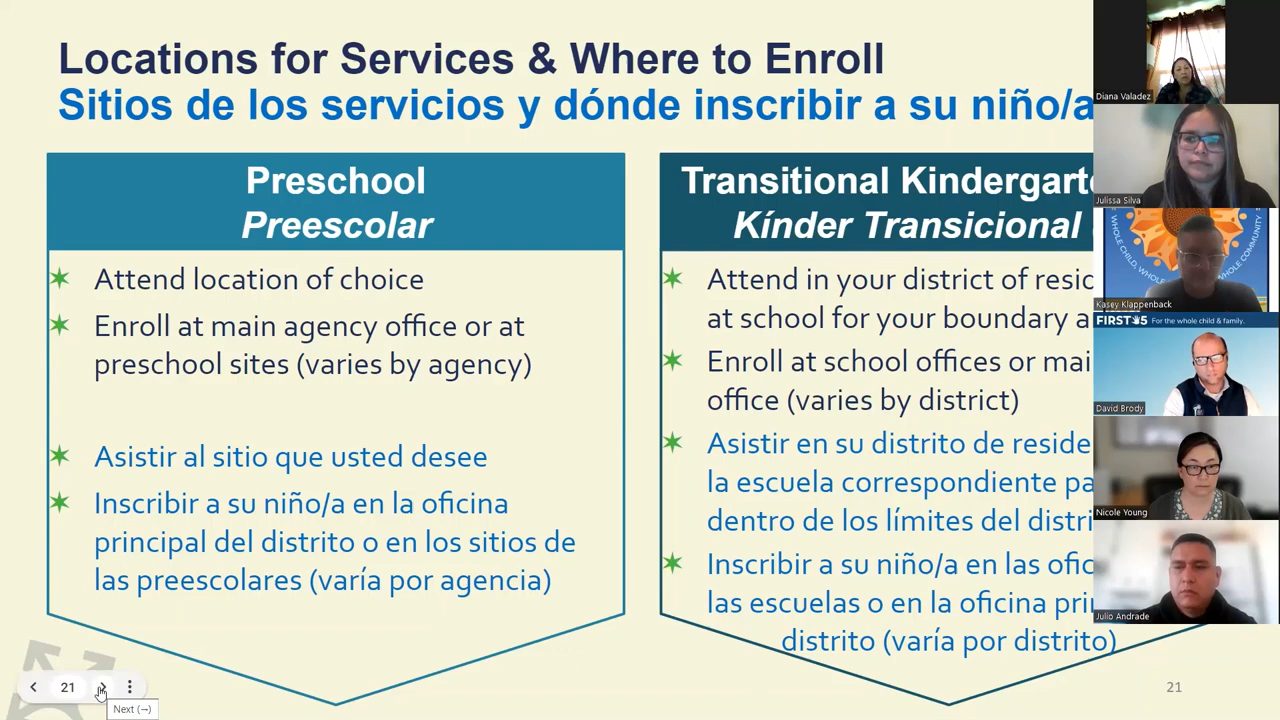 Locations for Services & Where to Enroll
Sitios de los servicios y dónde inscribir a su niño/a
Preschool
Preescolar
Attend location of choice
Enroll at main agency office or at
preschool sites (varies by agency)
Asistir al sitio que usted desee
Inscribir a su niño/a en la oficina
principal del distrito o en los sitios de
las preescolares (varía por agencia)
Transitional Kindergarte
Kínder Transicional
Attend in your district of resid
at school for your boundary a
Enroll at school offices or mai
office (varies by district)
Asistir en su distrito de reside
la escuela correspondiente pa
dentro de los límites del distri
Inscribir a su niño/a en las ofic
las escuelas o en la oficina prin
distrito (varía por distrito)
Diana Valadez
Julissa Silva
WHOLE CHILD, WHOLE
WHOLE COMMUNITY
Kasey Klappenback
FIRST 5 For the whole child & family.
David Brody
Nicole Young
Julio Andrade
21
Next (→)
21